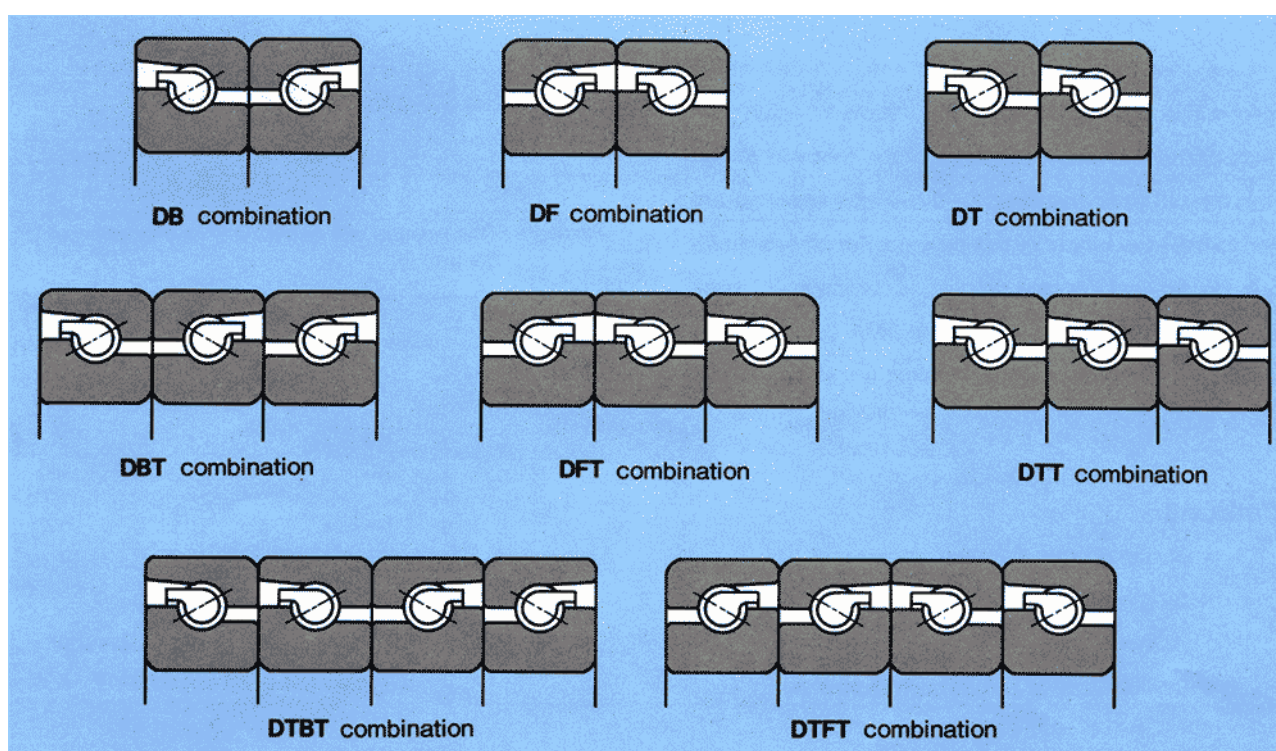 DB combination
DF combination
DT combination
DBT combination
DFT combination
DTT combination
DTBT combination
DTFT combination